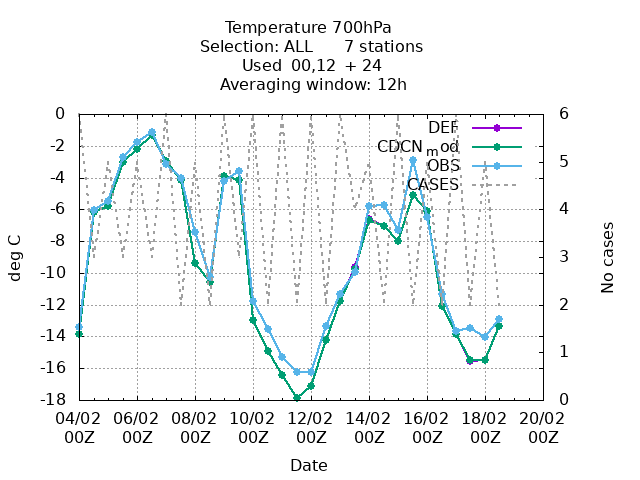 Temperature 700hPa
Selection: ALL 7 stations
Used 00,12 + 24
Averaging window: 12h
DEF
CDCN_mod
OBS
CASES
0
-2
-4
-6
-8
-10
-12
-14
-16
-18
deg C
6
5
4
3
2
1
0
No cases
04/02 06/02 08/02 10/02 12/02 14/02 16/02 18/02 20/02
00Z 00Z 00Z 00Z 00Z 00Z 00Z 00Z 00Z
Date